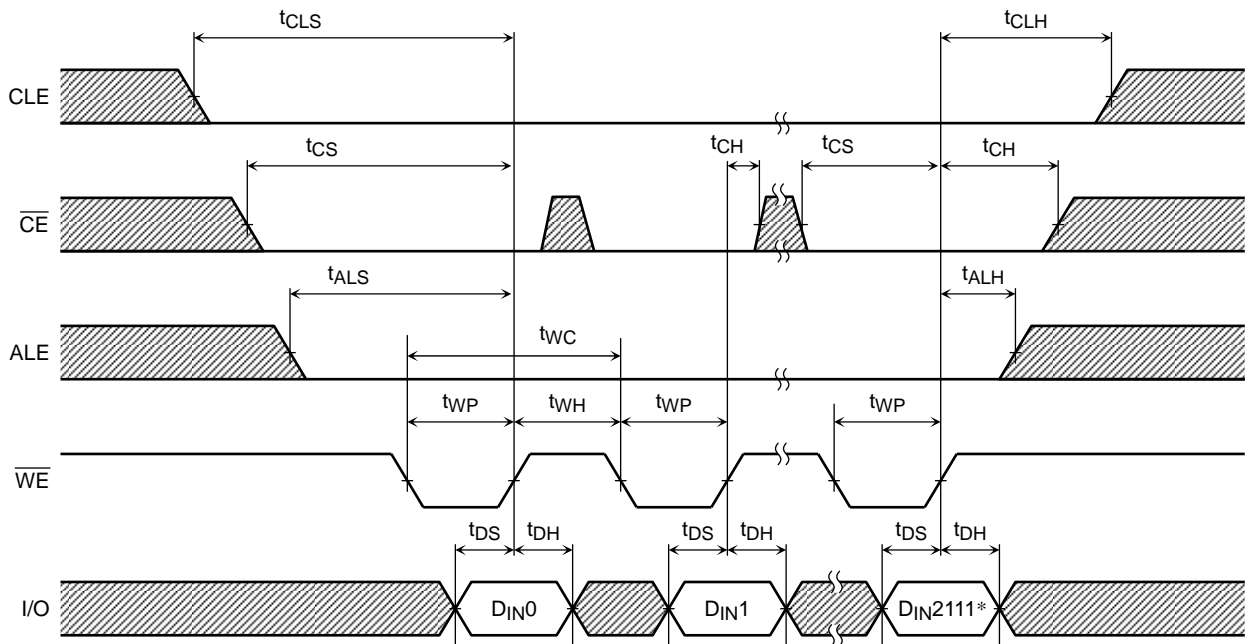 tCLS
tCLH
CLE
tCS
tCH
tCS
tCH
CE
tALS
tALH
ALE
tWC
tWP
tWH
tWP
tWP
WE
tDS
tDH
tDS
tDH
tDS
tDH
I/O
DIN0
DIN1
DIN2111*